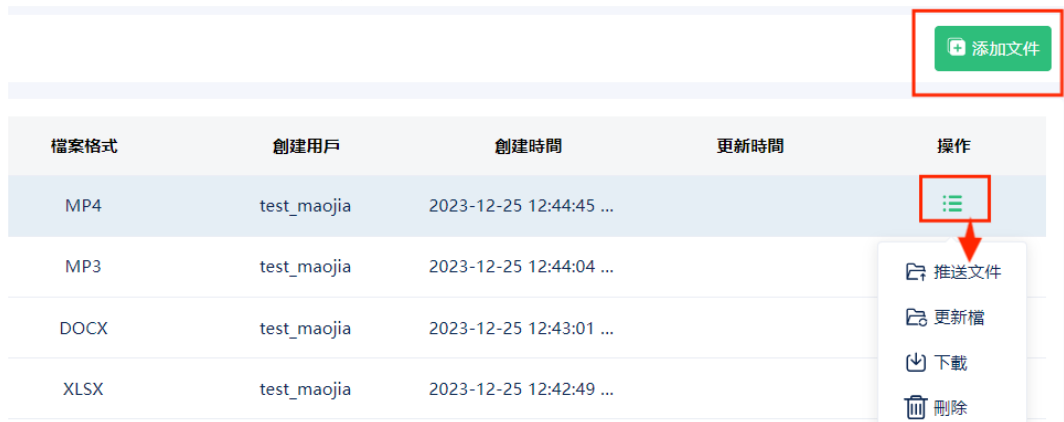 添加文件
檔案格式 創建用戶 創建時間 更新時間 操作
MP4 test_maojia 2023-12-25 12:44:45 ...
MP3 test_maojia 2023-12-25 12:44:04 ...
推送文件
更新檔
DOCX test_maojia 2023-12-25 12:43:01 ...
下載
XLSX test_maojia 2023-12-25 12:42:49 ...
刪除